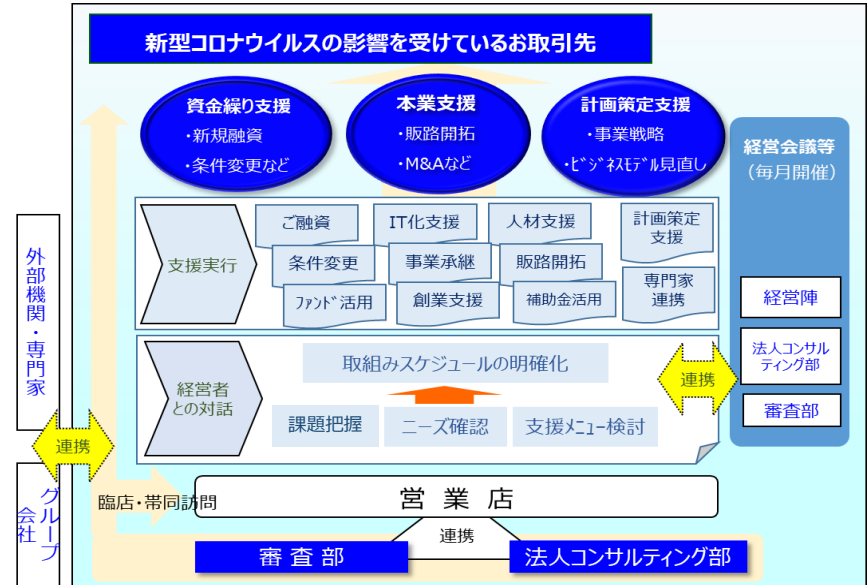 新型コロナウイルスの影響を受けているお取引先
資金繰り支援
・新規融資
・条件変更など
本業支援
・販路開拓
・M&Aなど
計画策定支援
・事業戦略
・ﾋﾞｼﾞﾈｽﾓﾃﾞﾙ見直し
経営会議等
（毎月開催）
経営陣
法人コンサル
ティング部
審査部
支援実行
ご融資
IT化支援
人材支援
計画策定
支援
条件変更
事業承継
販路開拓
専門家
連携
ﾌｧﾝﾄﾞ活用
創業支援
補助金活用
経営者
との対話
取組みスケジュールの明確化
課題把握
ニーズ確認
支援メニュー検討
連携
外部機関・専門家
連携
グループ
会社
臨店・帯同訪問
営業店
連携
審査部
法人コンサルティング部